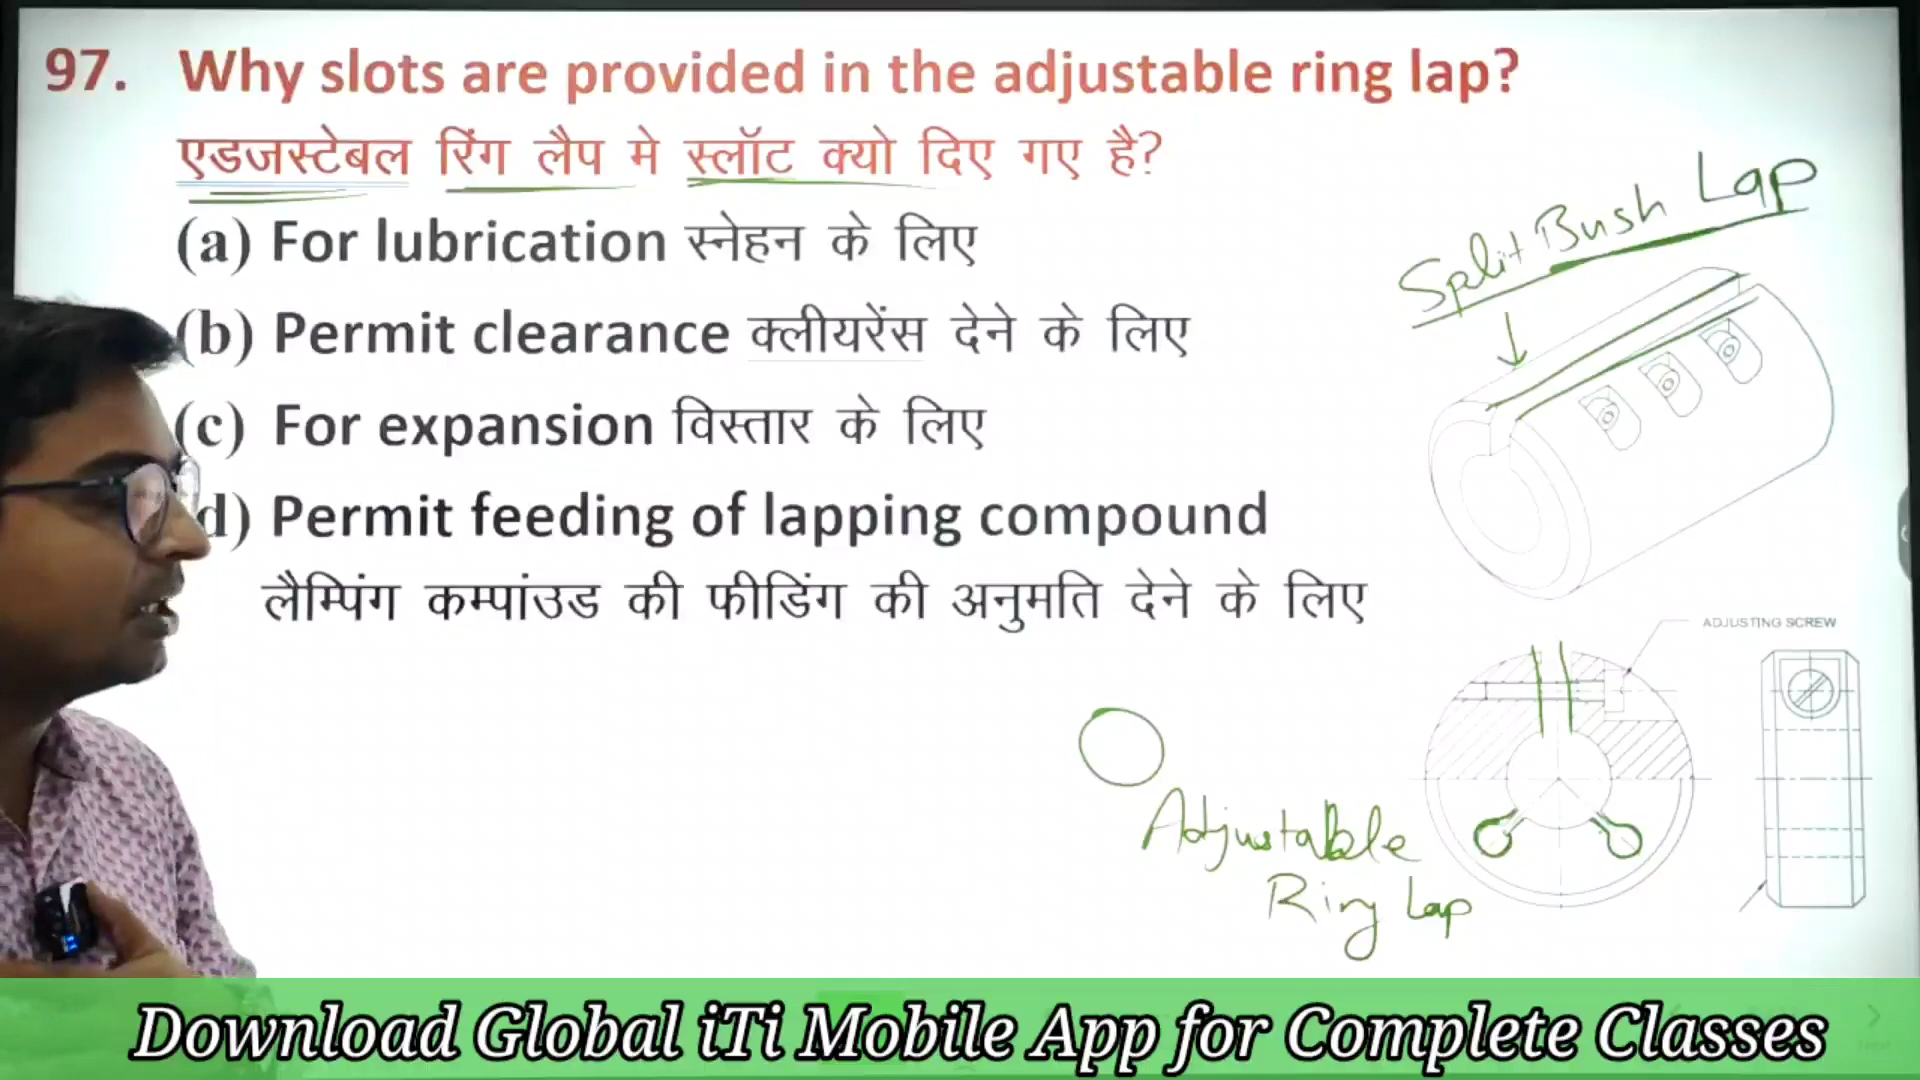 97. Why slots are provided in the adjustable ring lap?
एडजस्टेबल रिंग लैप मे स्लॉट क्यो दिए गए है?
(a) For lubrication स्नेहन के लिए
(b) Permit clearance क्लीयरेंस देने के लिए
(c) For expansion विस्तार के लिए
d) Permit feeding of lapping compound
लैम्पिंग कम्पांउड की फीडिंग की अनुमति देने के लिए
Split Bush Lap
ADJUSTING SCREW
Adjustable
Ring Lap
Download Global iTi Mobile App for Complete Classes